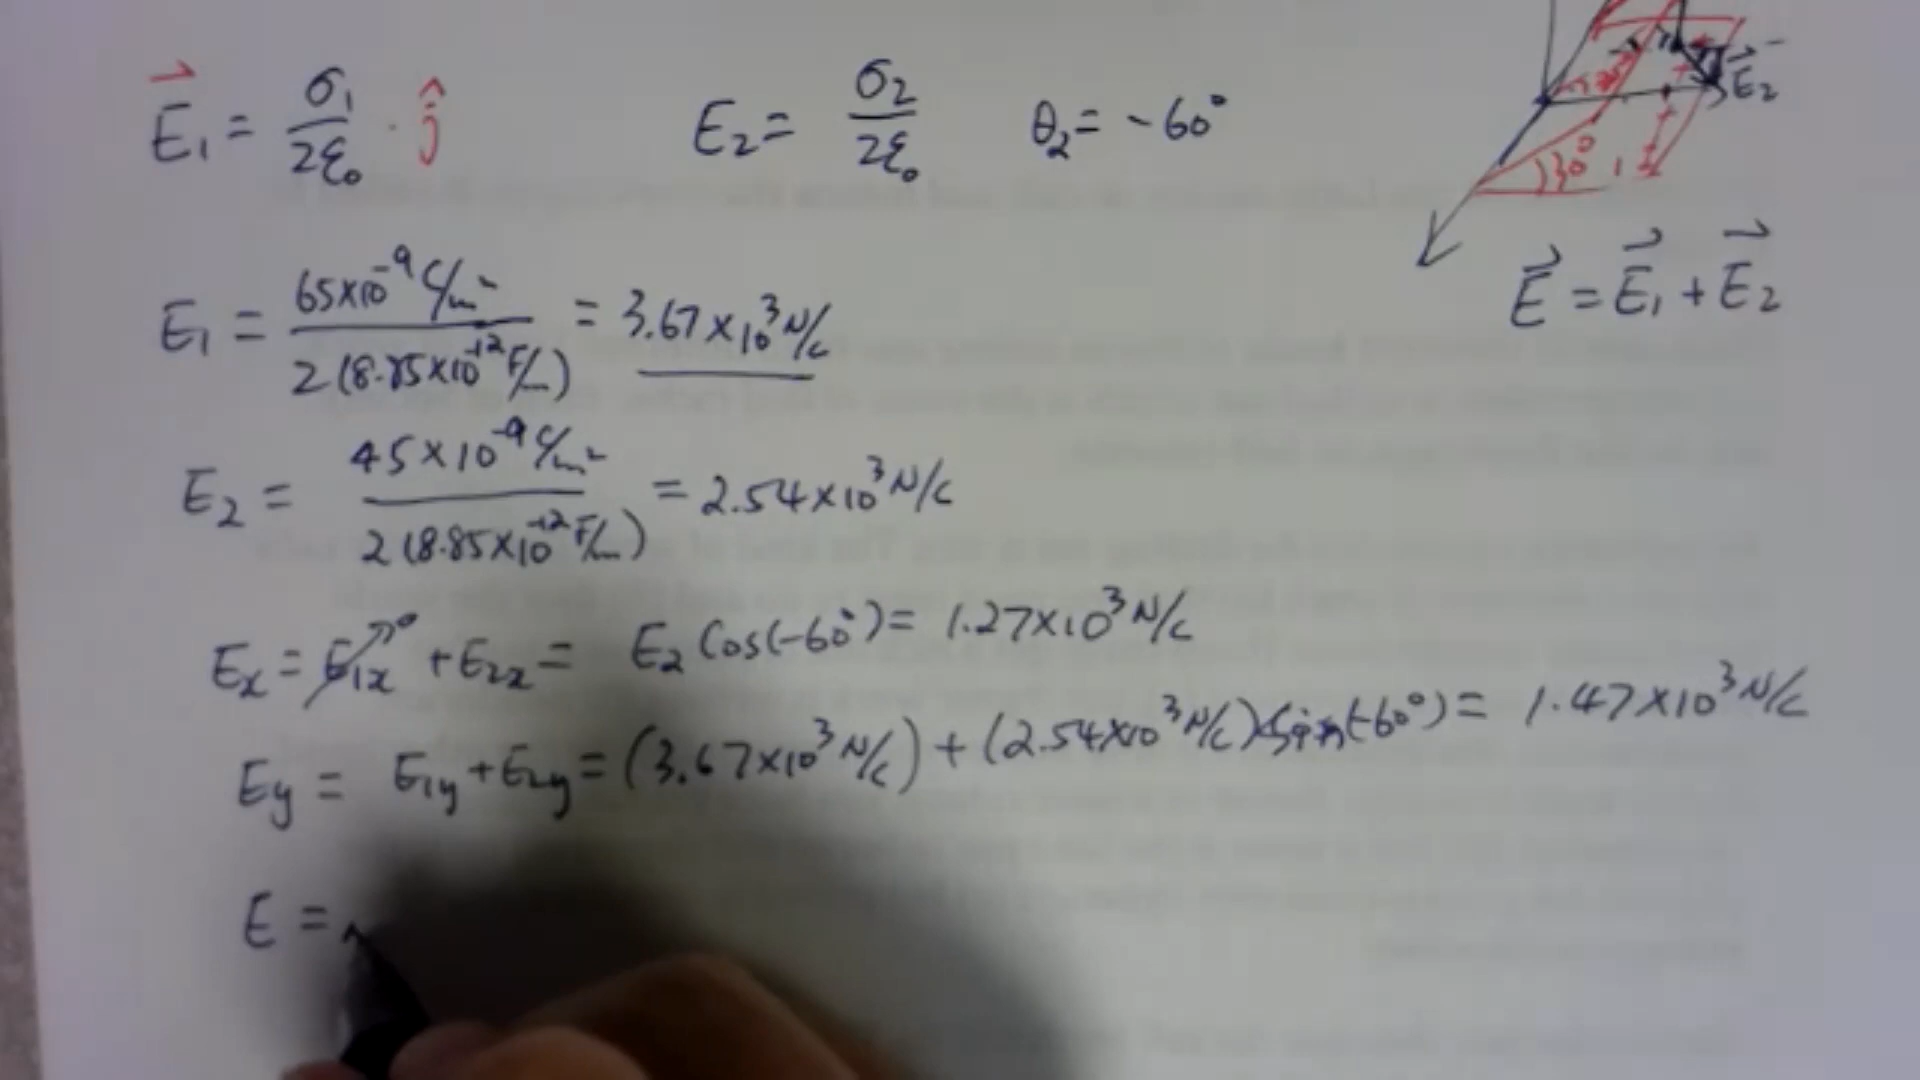 E⃗₁ = σ₁/2ε₀ · ĵ
E₂ = σ₂/2ε₀ θ₂ = -60°
E⃗₂
30°
E⃗ = E⃗₁ + E⃗₂
E₁ = 65×10⁻⁹ C/m² / 2(8.85×10⁻¹² F/m) = 3.67×10³ N/C
E₂ = 45×10⁻⁹ C/m² / 2(8.85×10⁻¹² F/m) = 2.54×10³ N/C
Eₓ = E₁ₓ↗⁰ + E₂ₓ = E₂ Cos(-60°) = 1.27×10³ N/C
Ey = E₁y + E₂y = (3.67×10³ N/C) + (2.54×10³ N/C) Sin(-60°) = 1.47×10³ N/C
E =